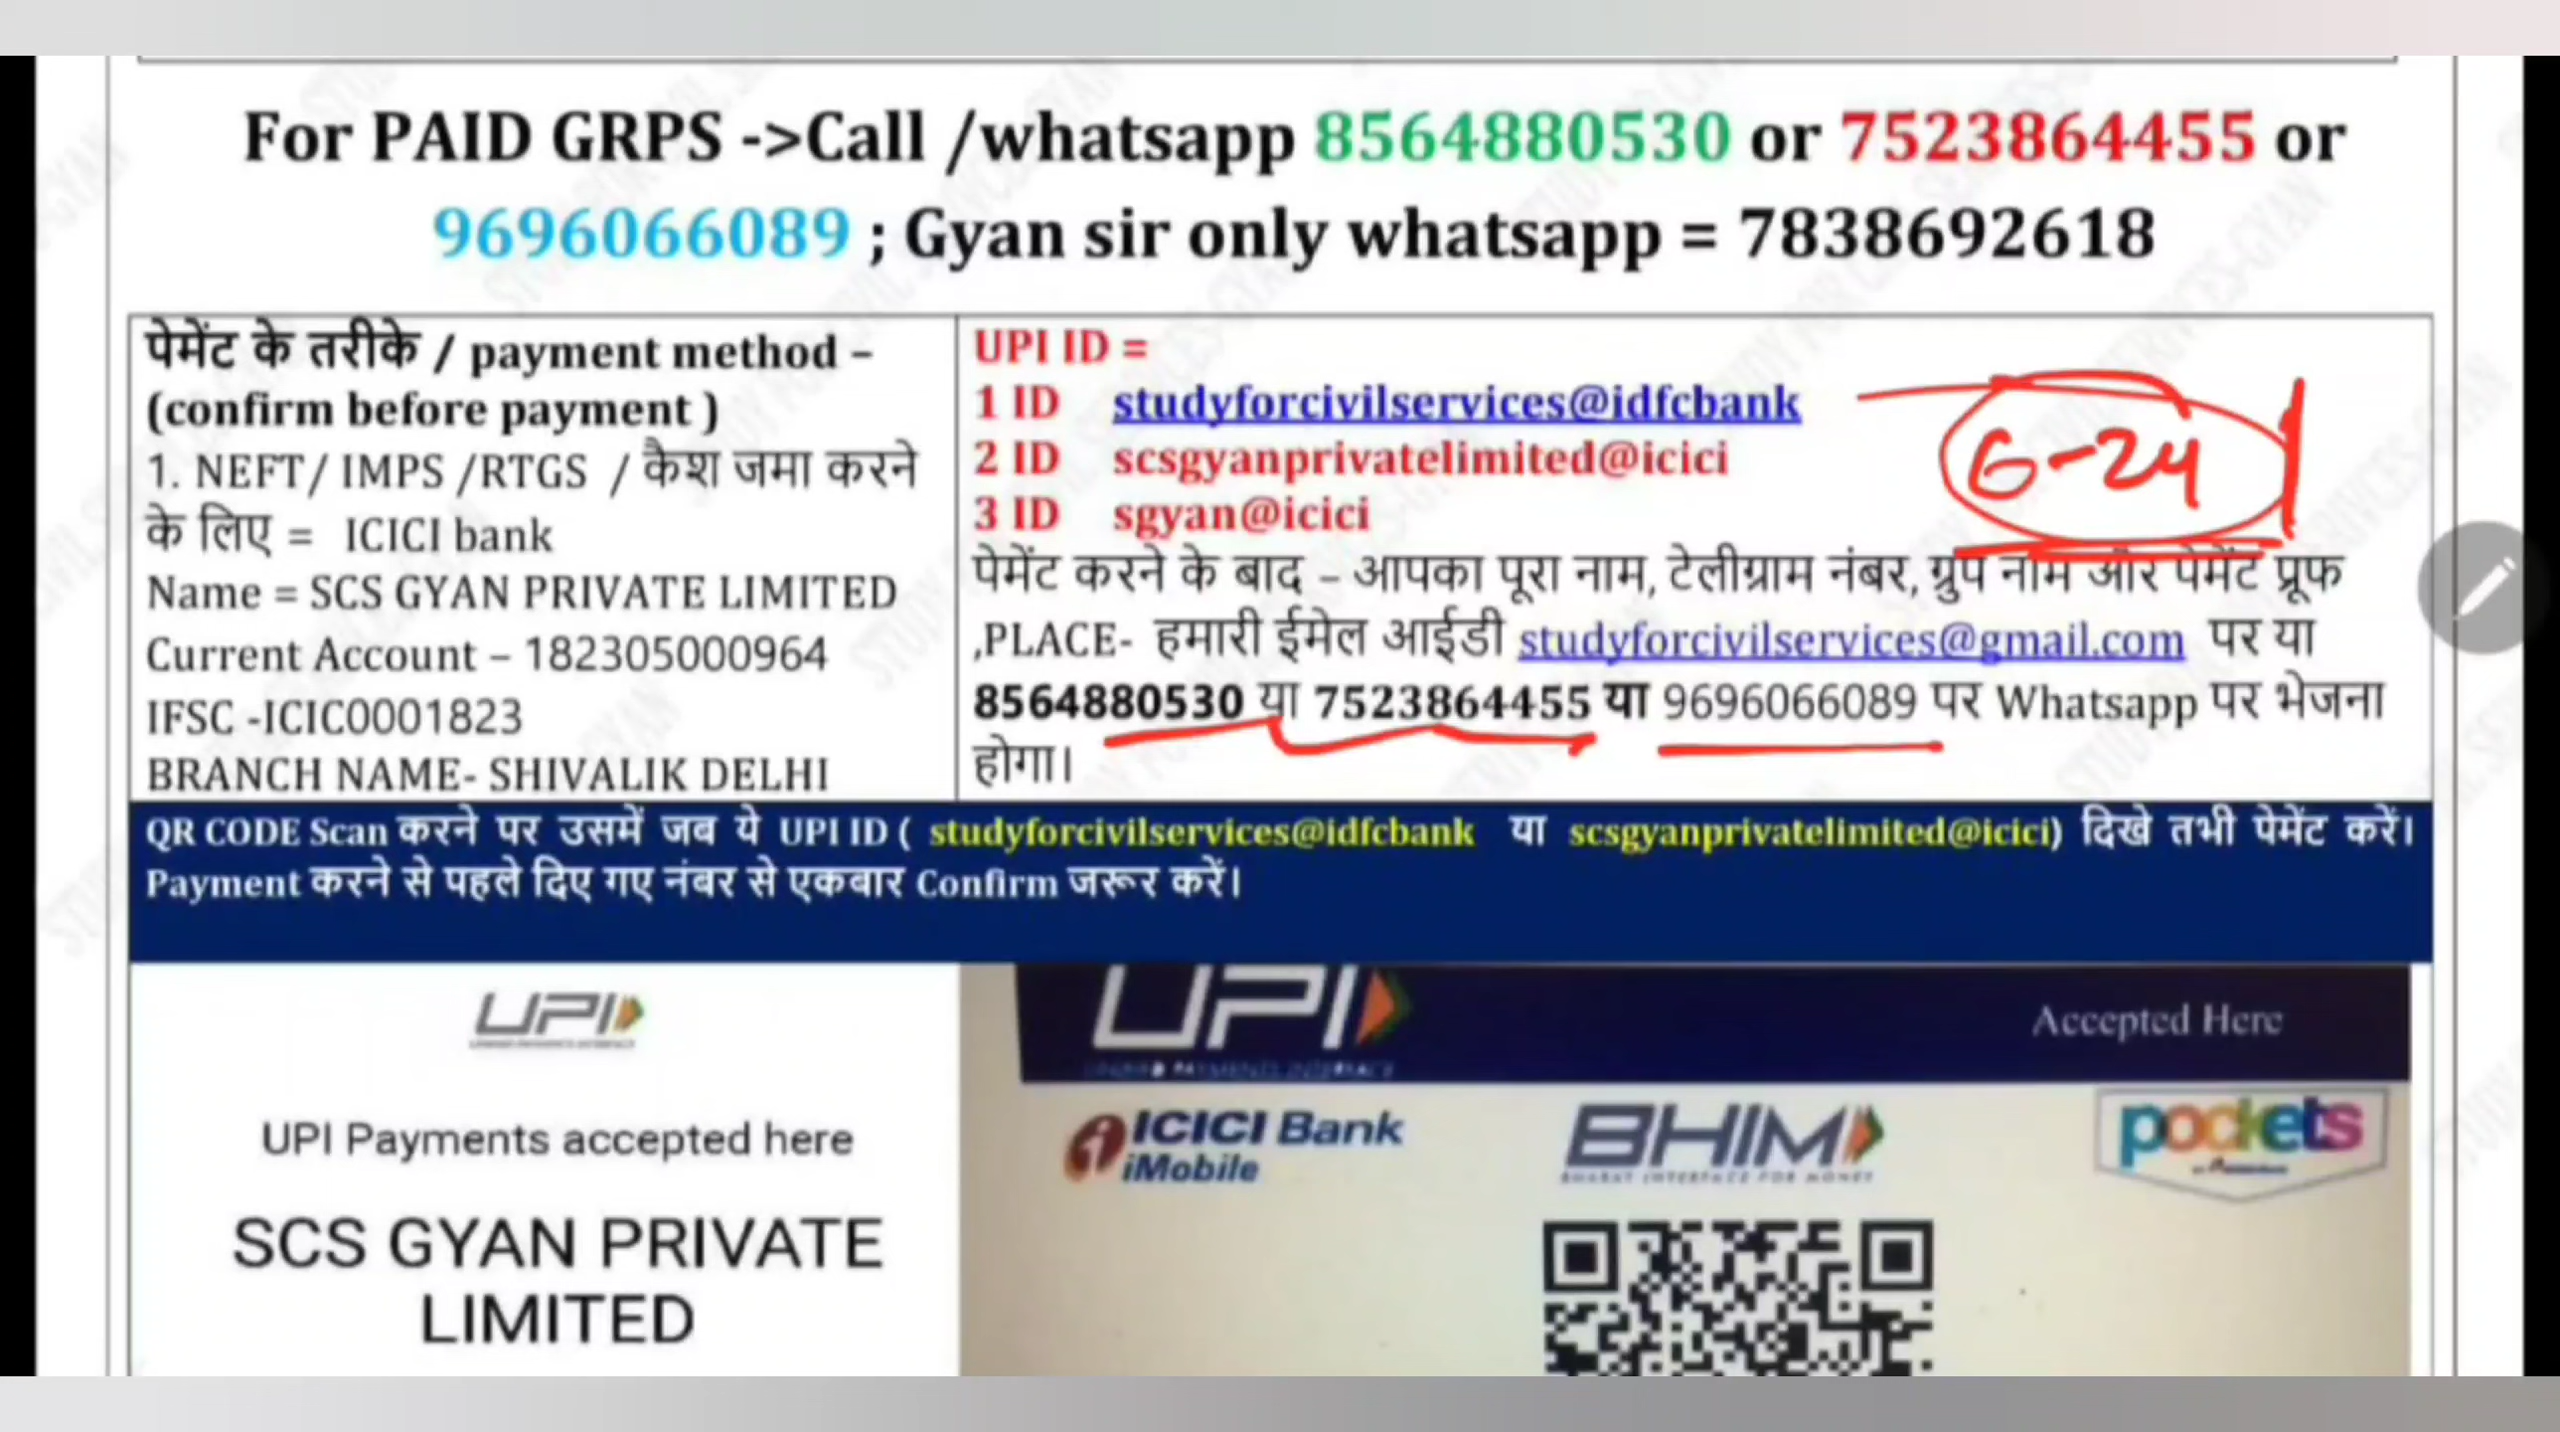 For PAID GRPS ->Call /whatsapp 8564880530 or 7523864455 or
9696066089 ; Gyan sir only whatsapp = 7838692618
पेमेंट के तरीके / payment method –
(confirm before payment )
1. NEFT/ IMPS /RTGS / कैश जमा करने
के लिए = ICICI bank
Name = SCS GYAN PRIVATE LIMITED
Current Account – 182305000964
IFSC -ICIC0001823
BRANCH NAME- SHIVALIK DELHI
UPI ID =
1 ID studyforcivilservices@idfcbank
2 ID scsgyanprivatelimited@icici
3 ID sgyan@icici
G-24
पेमेंट करने के बाद – आपका पूरा नाम, टेलीग्राम नंबर, ग्रुप नाम और पेमेंट प्रूफ
,PLACE- हमारी ईमेल आईडी studyforcivilservices@gmail.com पर या
8564880530 या 7523864455 या 9696066089 पर Whatsapp पर भेजना
होगा।
QR CODE Scan करने पर उसमें जब ये UPI ID ( studyforcivilservices@idfcbank या scsgyanprivatelimited@icici) दिखे तभी पेमेंट करें।
Payment करने से पहले दिए गए नंबर से एकबार Confirm जरूर करें।
UPI
UPI Payments accepted here
SCS GYAN PRIVATE
LIMITED
UPI
Accepted Here
ICICI Bank
iMobile
BHIM
BHARAT INTERFACE FOR MONEY
pockets